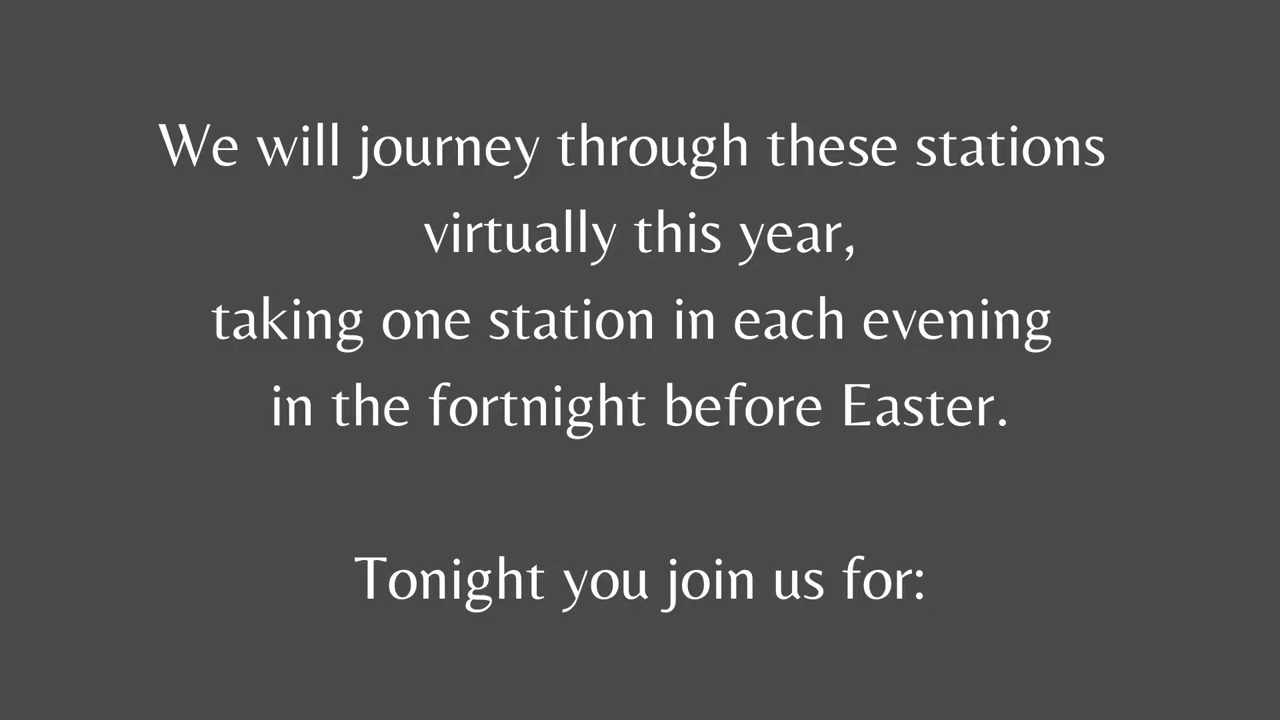 We will journey through these stations
virtually this year,
taking one station in each evening
in the fortnight before Easter.
Tonight you join us for: